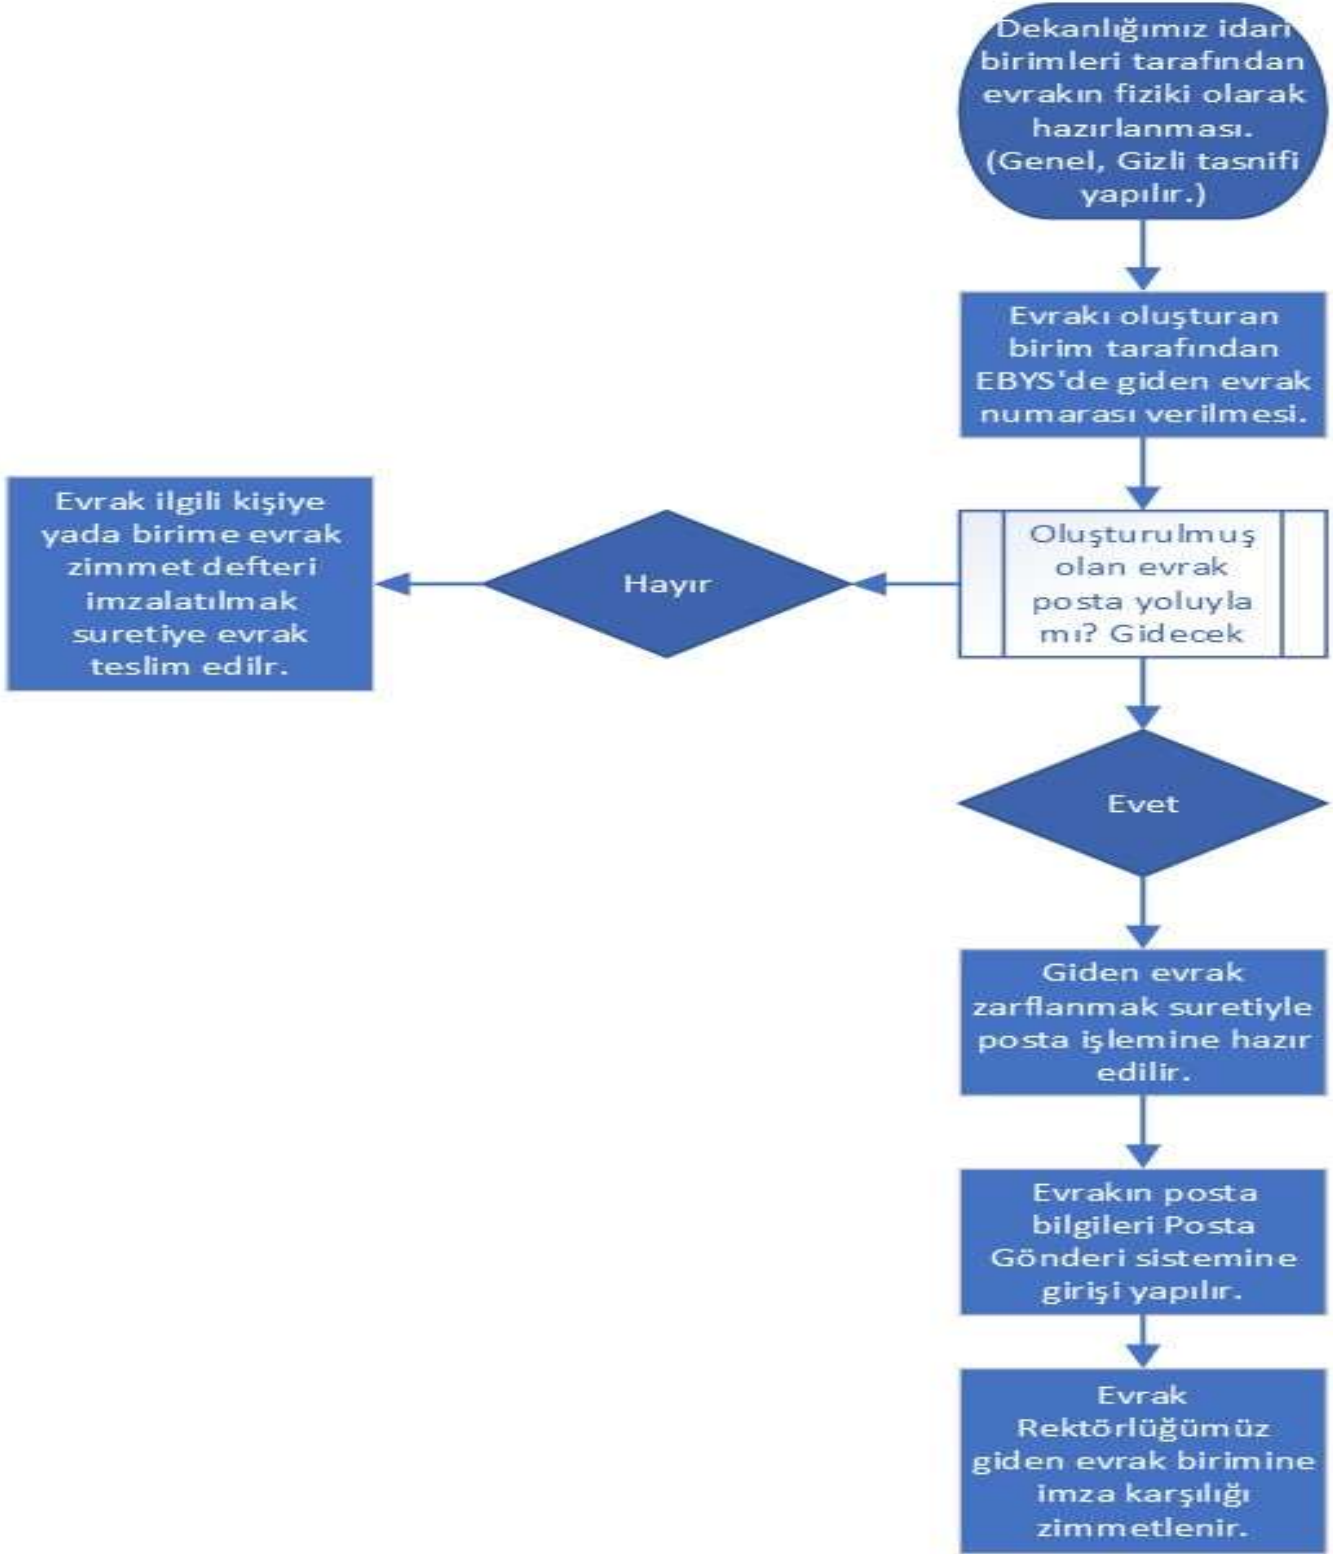 Dekanlığımız idari
birimleri tarafından
evrakın fiziki olarak
hazırlanması.
(Genel, Gizli tasnifi
yapılır.)
Evrakı oluşturan
birim tarafından
EBYS'de giden evrak
numarası verilmesi.
Oluşturulmuş
olan evrak
posta yoluyla
mı? Gidecek
Hayır
Evrak ilgili kişiye
yada birime evrak
zimmet defteri
imzalatılmak
suretiye evrak
teslim edilr.
Evet
Giden evrak
zarflanmak suretiyle
posta işlemine hazır
edilir.
Evrakın posta
bilgileri Posta
Gönderi sistemine
girişi yapılır.
Evrak
Rektörlüğümüz
giden evrak birimine
imza karşılığı
zimmetlenir.